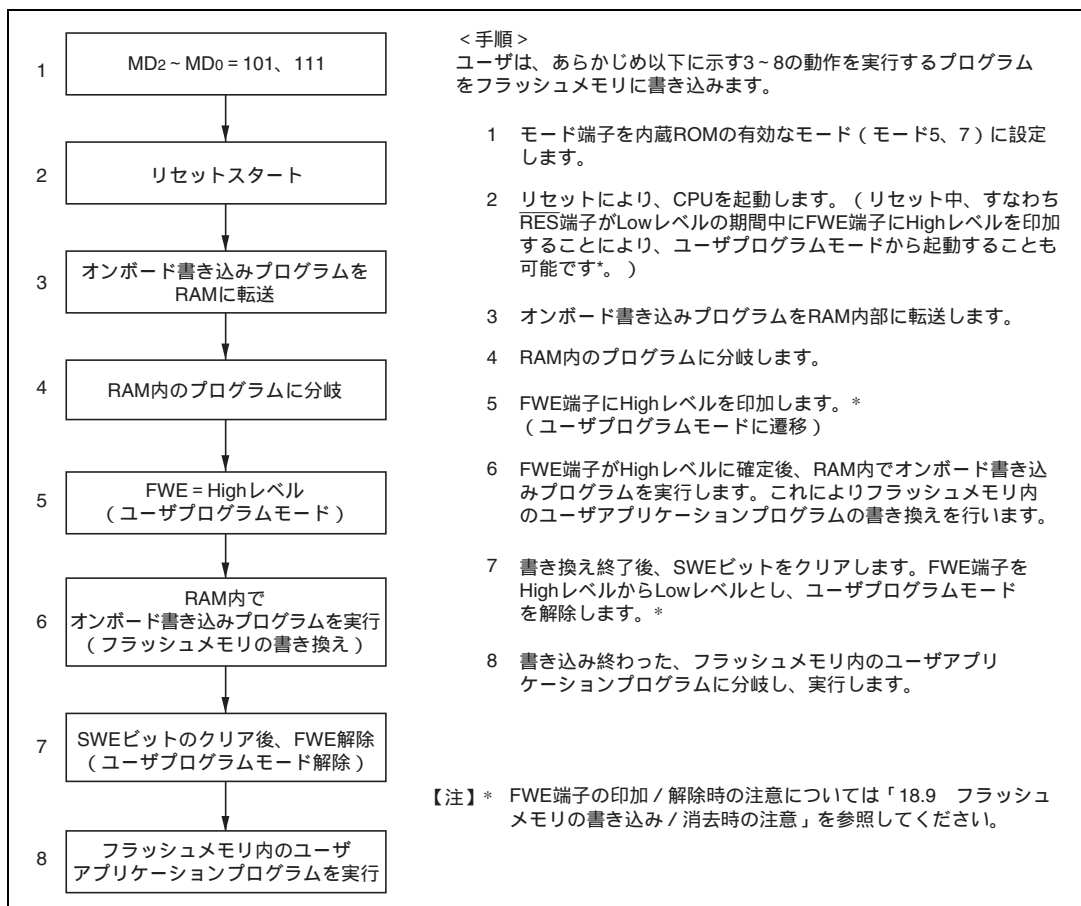 1
MD2 ~ MD0 = 101、111
2
リセットスタート
3
オンボード書き込みプログラムを
RAMに転送
4
RAM内のプログラムに分岐
5
FWE = Highレベル
（ユーザプログラムモード）
6
RAM内で
オンボード書き込みプログラムを実行
（フラッシュメモリの書き換え）
7
SWEビットのクリア後、FWE解除
（ユーザプログラムモード解除）
8
フラッシュメモリ内のユーザ
アプリケーションプログラムを実行
＜手順＞
ユーザは、あらかじめ以下に示す3 ~ 8の動作を実行するプログラム
をフラッシュメモリに書き込みます。
1 モード端子を内蔵ROMの有効なモード（モード5、7）に設定
します。
2 リセットにより、CPUを起動します。（リセット中、すなわち
RES端子がLowレベルの期間中にFWE端子にHighレベルを印加
することにより、ユーザプログラムモードから起動することも
可能です*。）
3 オンボード書き込みプログラムをRAM内部に転送します。
4 RAM内のプログラムに分岐します。
5 FWE端子にHighレベルを印加します。*
（ユーザプログラムモードに遷移）
6 FWE端子がHighレベルに確定後、RAM内でオンボード書き込
みプログラムを実行します。これによりフラッシュメモリ内
のユーザアプリケーションプログラムの書き換えを行います。
7 書き換え終了後、SWEビットをクリアします。FWE端子を
HighレベルからLowレベルとし、ユーザプログラムモード
を解除します。*
8 書き込み終わった、フラッシュメモリ内のユーザアプリ
ケーションプログラムに分岐し、実行します。
【注】* FWE端子の印加 / 解除時の注意については「18.9 フラッシュ
メモリの書き込み / 消去時の注意」を参照してください。